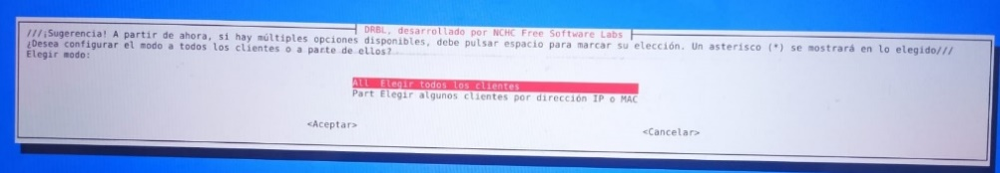 DRBL, desarrollado por NCHC Free Software Labs
///¡Sugerencia! A partir de ahora, si hay múltiples opciones disponibles, debe pulsar espacio para marcar su elección. Un asterisco (*) se mostrará en lo elegido///
¿Desea configurar el modo a todos los clientes o a parte de ellos?
Elegir modo:
All Elegir todos los clientes
Part Elegir algunos clientes por dirección IP o MAC
<Aceptar> <Cancelar>